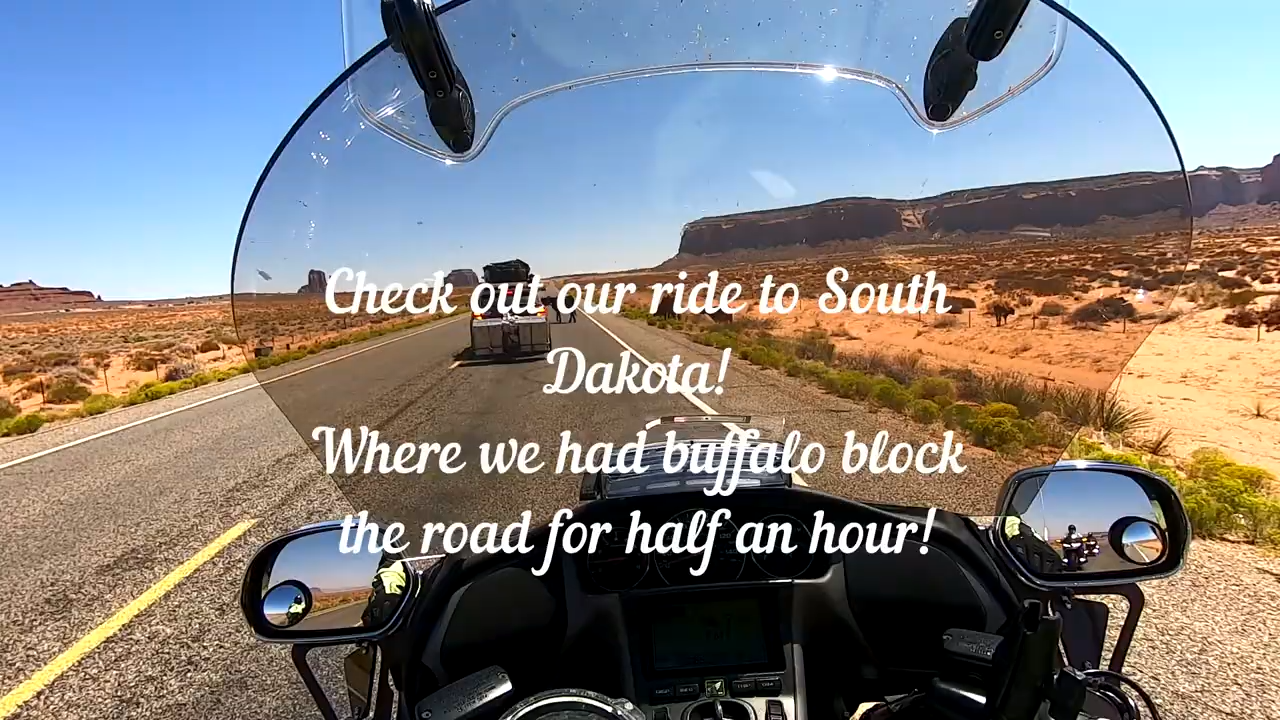 Check out our ride to South
Dakota!
Where we had buffalo block
the road for half an hour!